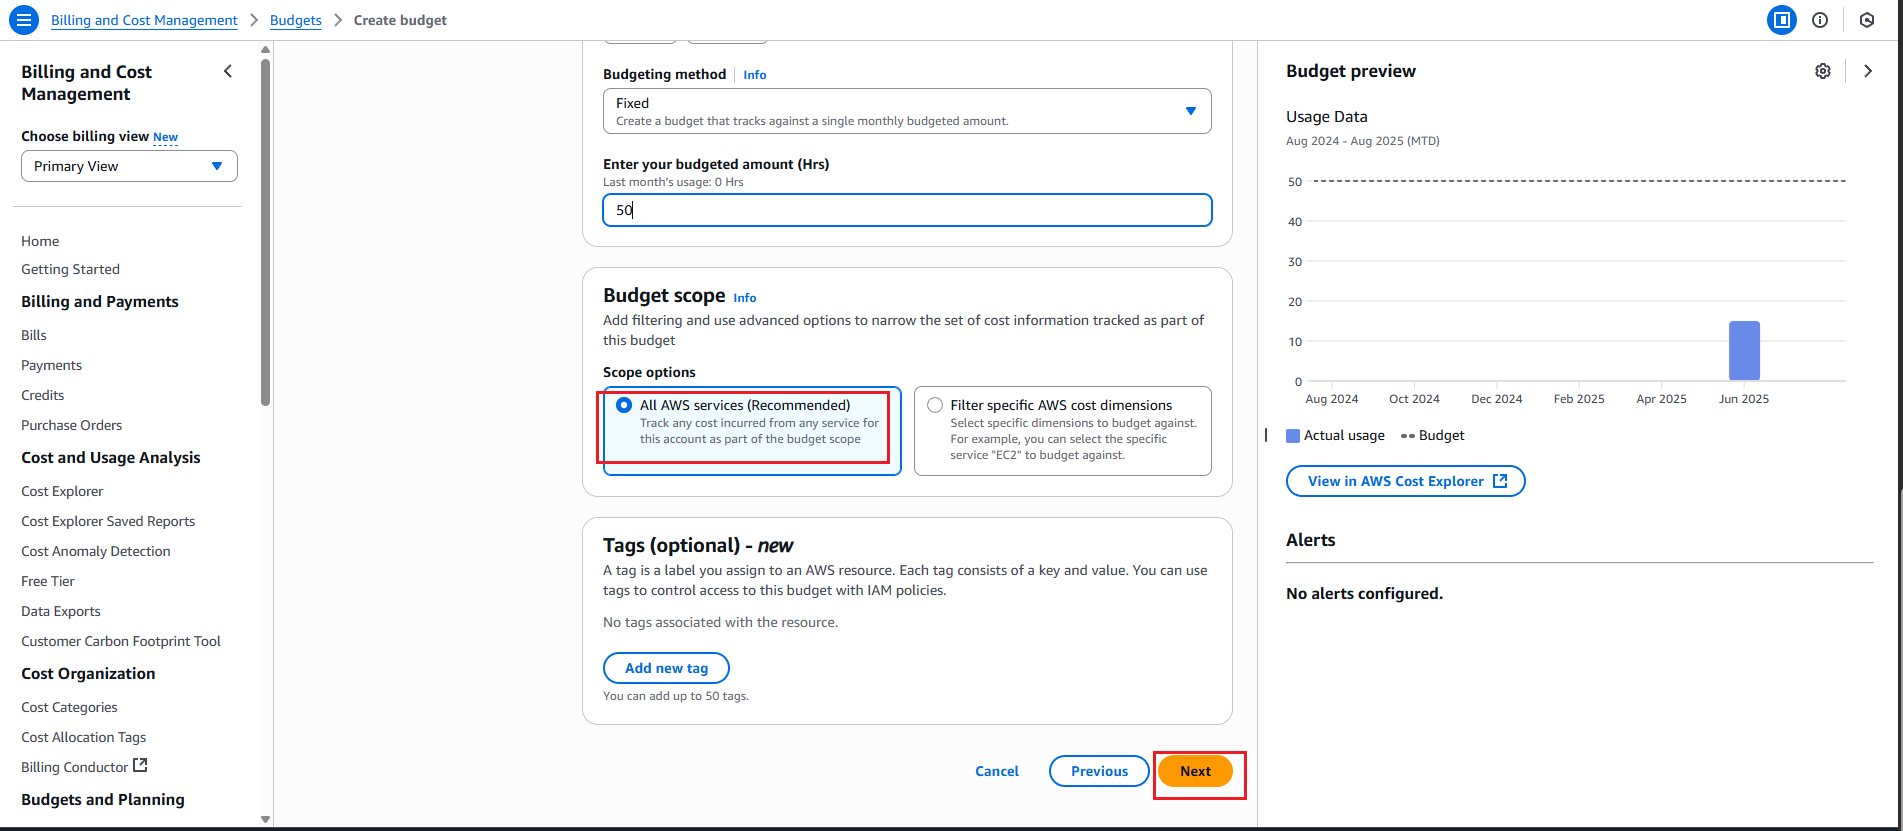 Billing and Cost Management > Budgets > Create budget
Billing and Cost
Management
Choose billing view New
Primary View
Home
Getting Started
Billing and Payments
Bills
Payments
Credits
Purchase Orders
Cost and Usage Analysis
Cost Explorer
Cost Explorer Saved Reports
Cost Anomaly Detection
Free Tier
Data Exports
Customer Carbon Footprint Tool
Cost Organization
Cost Categories
Cost Allocation Tags
Billing Conductor
Budgets and Planning
Budgeting method Info
Fixed
Create a budget that tracks against a single monthly budgeted amount.
Enter your budgeted amount (Hrs)
Last month's usage: 0 Hrs
50
Budget scope Info
Add filtering and use advanced options to narrow the set of cost information tracked as part of
this budget
Scope options
All AWS services (Recommended)
Track any cost incurred from any service for
this account as part of the budget scope
Filter specific AWS cost dimensions
Select specific dimensions to budget against.
For example, you can select the specific
service "EC2" to budget against.
Tags (optional) - new
A tag is a label you assign to an AWS resource. Each tag consists of a key and value. You can use
tags to control access to this budget with IAM policies.
No tags associated with the resource.
Add new tag
You can add up to 50 tags.
Cancel Previous Next
Budget preview
Usage Data
Aug 2024 - Aug 2025 (MTD)
50
40
30
20
10
0
Aug 2024 Oct 2024 Dec 2024 Feb 2025 Apr 2025 Jun 2025
Actual usage Budget
View in AWS Cost Explorer
Alerts
No alerts configured.